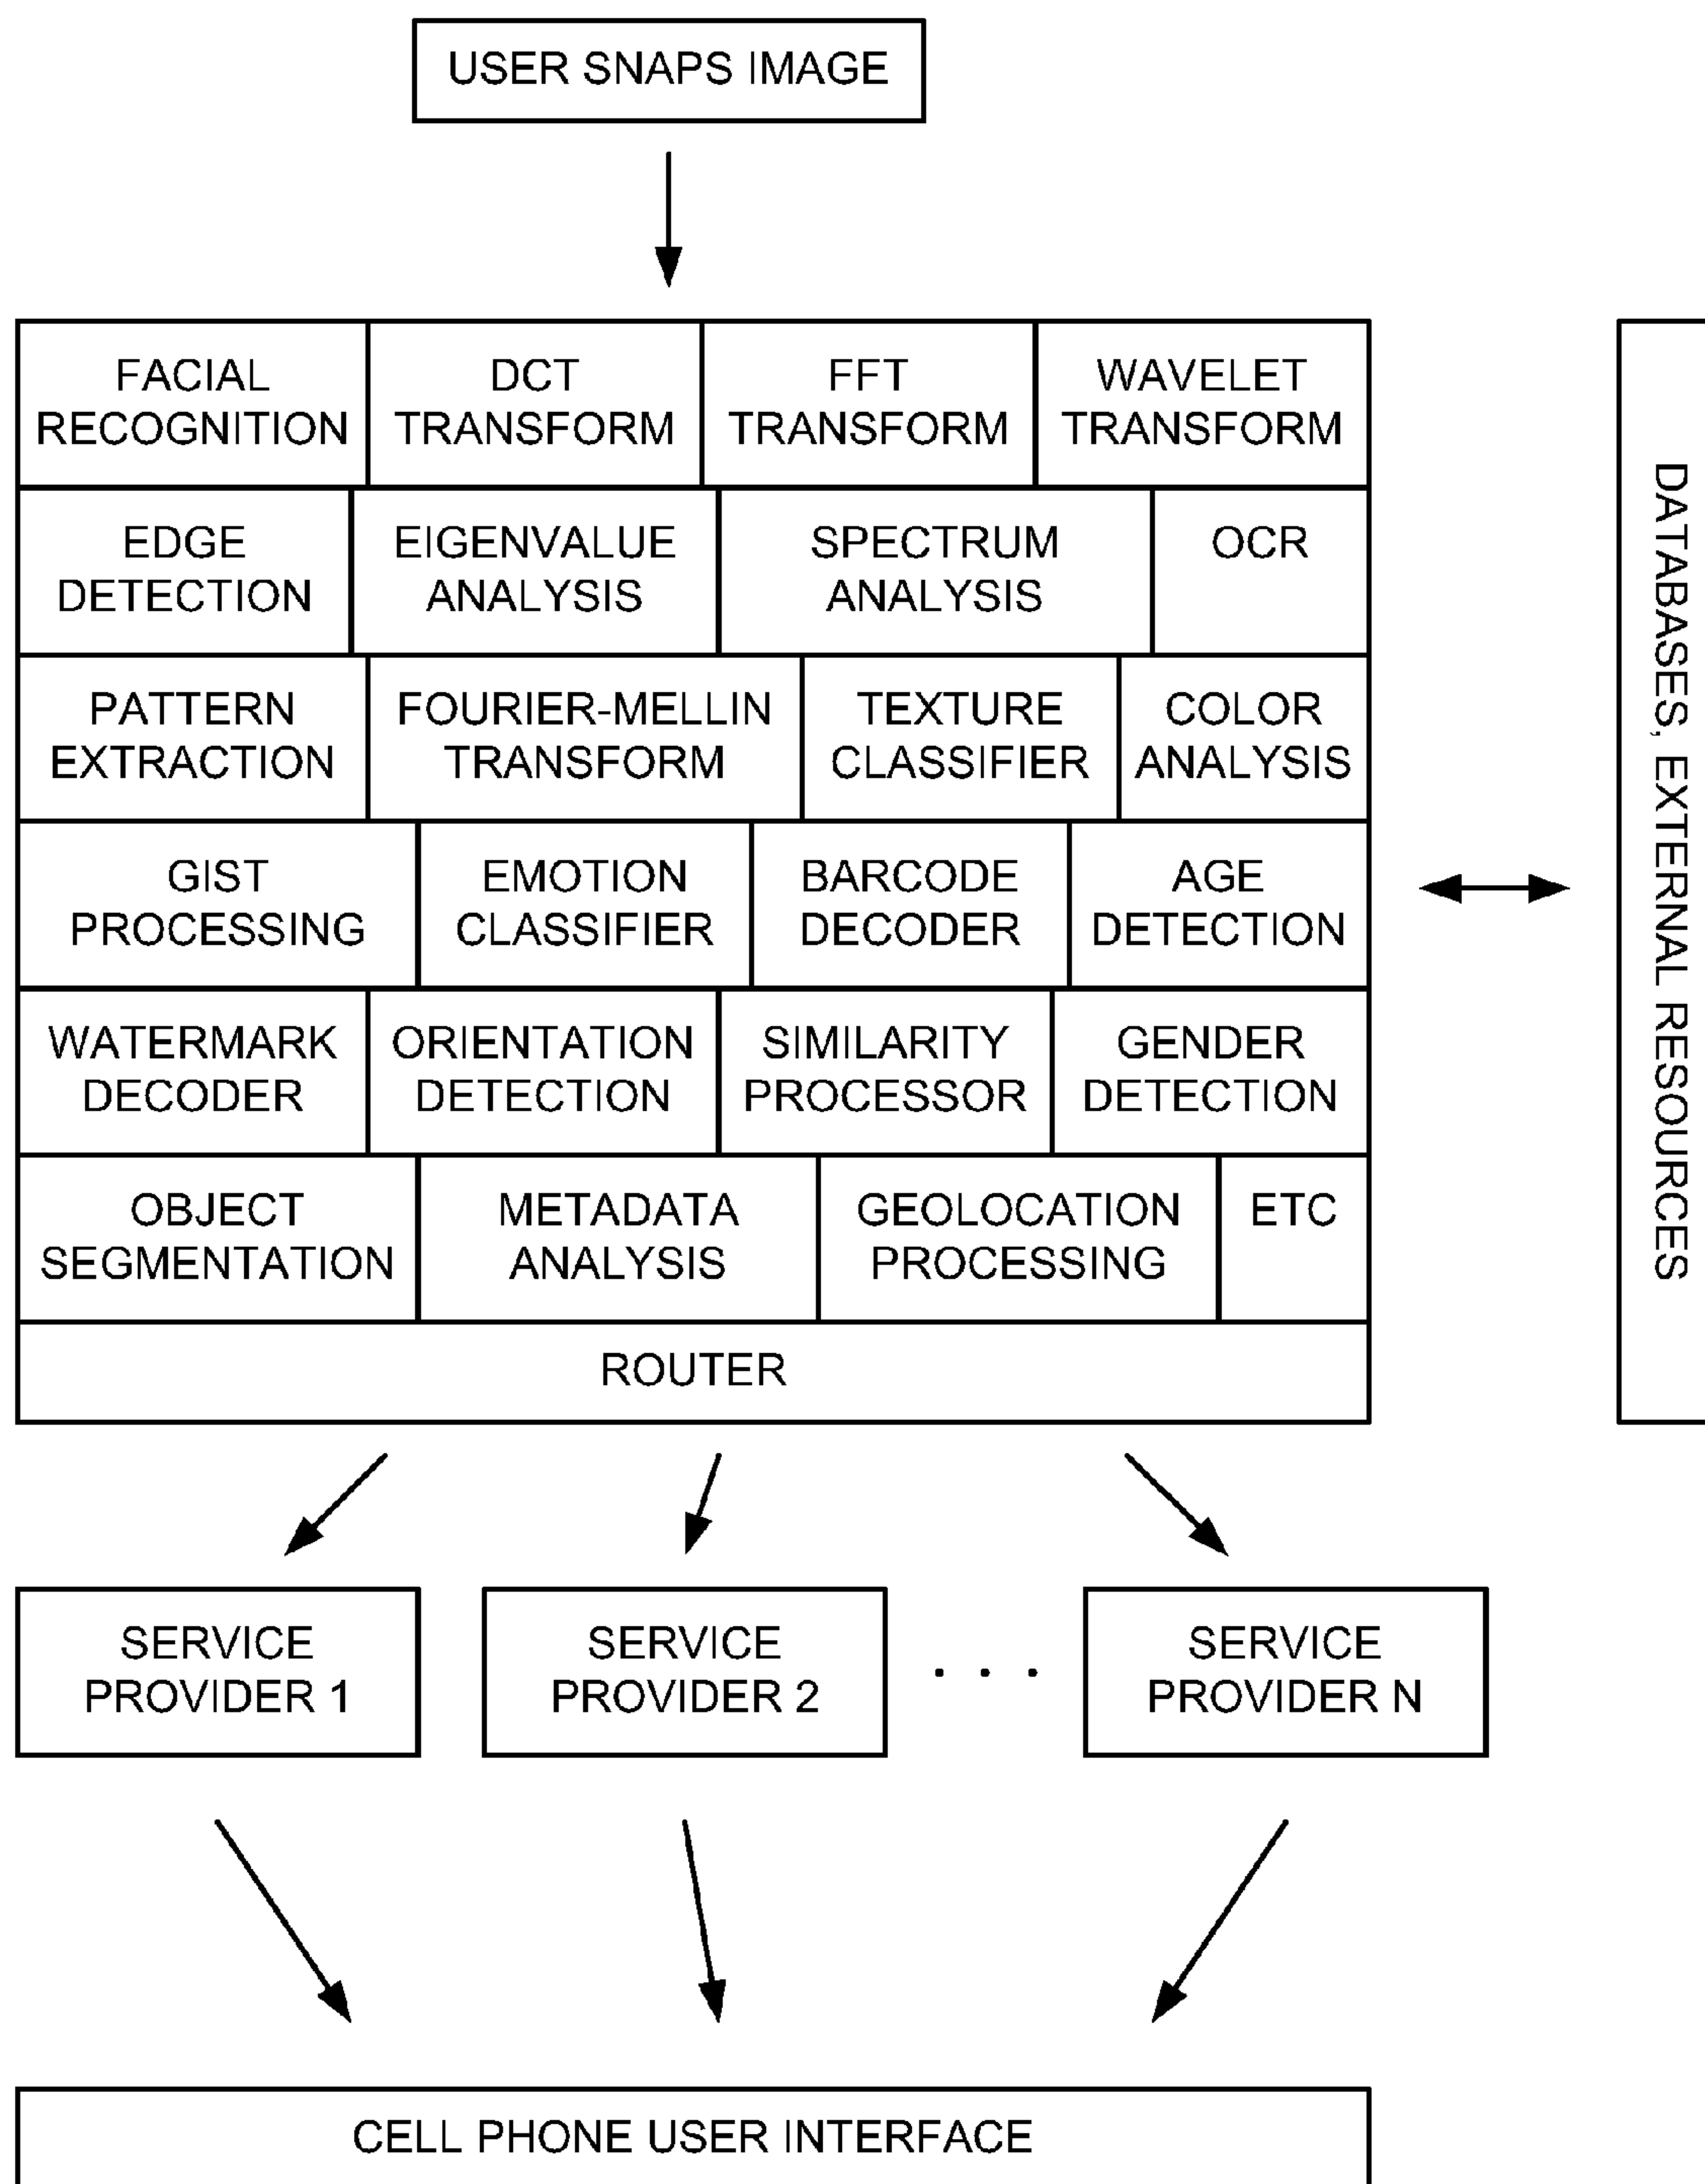 USER SNAPS IMAGE
FACIAL
RECOGNITION
DCT
TRANSFORM
FFT
TRANSFORM
WAVELET
TRANSFORM
EDGE
DETECTION
EIGENVALUE
ANALYSIS
SPECTRUM
ANALYSIS
OCR
PATTERN
EXTRACTION
FOURIER-MELLIN
TRANSFORM
TEXTURE
CLASSIFIER
COLOR
ANALYSIS
GIST
PROCESSING
EMOTION
CLASSIFIER
BARCODE
DECODER
AGE
DETECTION
WATERMARK
DECODER
ORIENTATION
DETECTION
SIMILARITY
PROCESSOR
GENDER
DETECTION
OBJECT
SEGMENTATION
METADATA
ANALYSIS
GEOLOCATION
PROCESSING
ETC
ROUTER
DATABASES, EXTERNAL RESOURCES
SERVICE
PROVIDER 1
SERVICE
PROVIDER 2
. . .
SERVICE
PROVIDER N
CELL PHONE USER INTERFACE